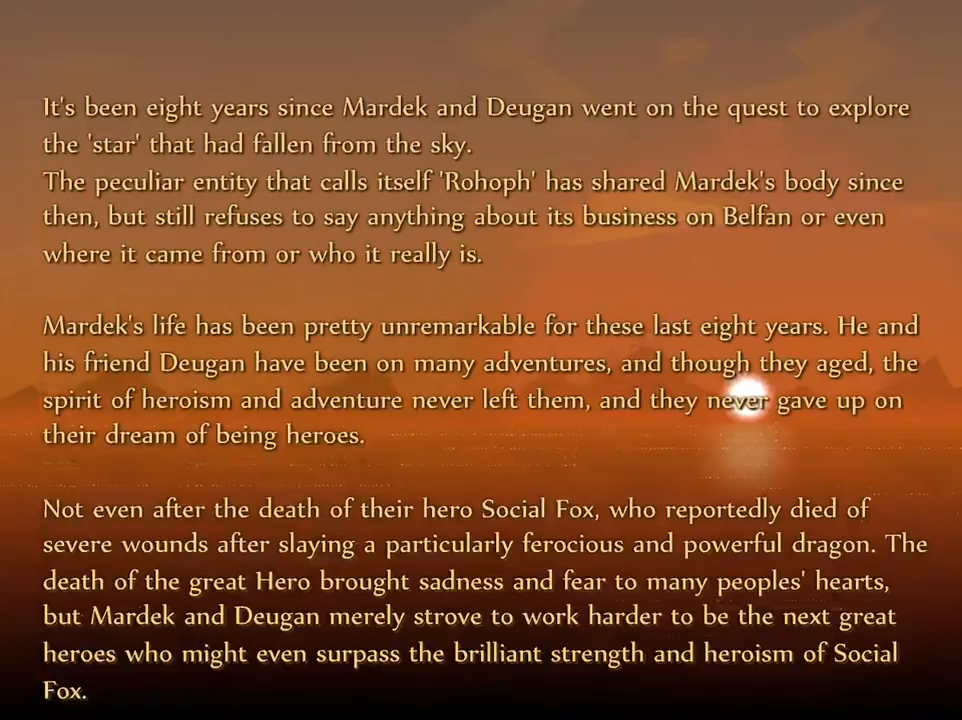 It's been eight years since Mardek and Deugan went on the quest to explore
the 'star' that had fallen from the sky.
The peculiar entity that calls itself 'Rohoph' has shared Mardek's body since
then, but still refuses to say anything about its business on Belfan or even
where it came from or who it really is.
Mardek's life has been pretty unremarkable for these last eight years. He and
his friend Deugan have been on many adventures, and though they aged, the
spirit of heroism and adventure never left them, and they never gave up on
their dream of being heroes.
Not even after the death of their hero Social Fox, who reportedly died of
severe wounds after slaying a particularly ferocious and powerful dragon. The
death of the great Hero brought sadness and fear to many peoples' hearts,
but Mardek and Deugan merely strove to work harder to be the next great
heroes who might even surpass the brilliant strength and heroism of Social
Fox.